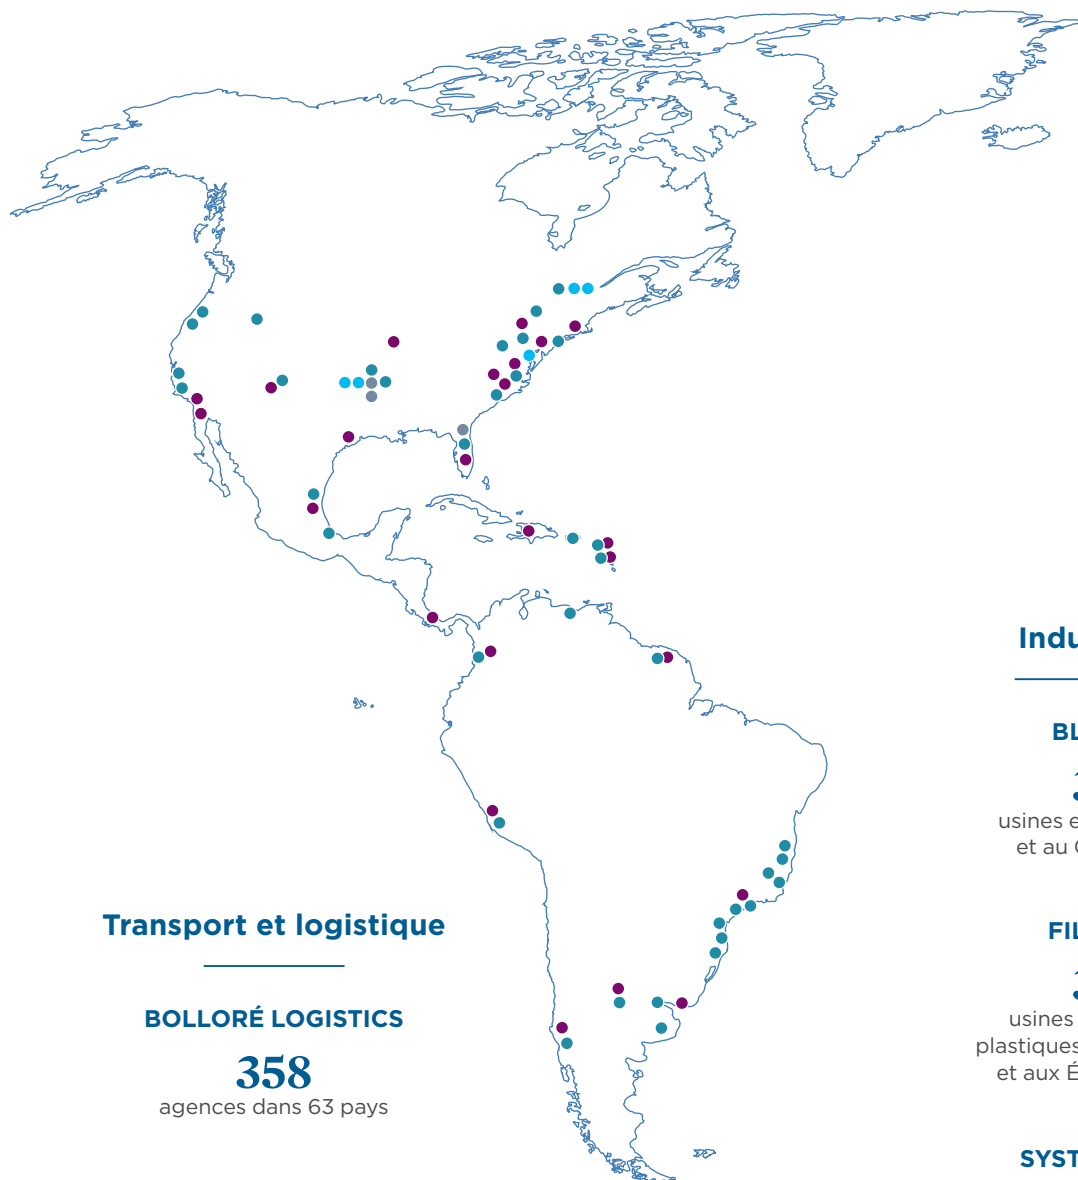 Transport et logistique
BOLLORÉ LOGISTICS
358
agences dans 63 pays
Indu
BL
usines e
et au
FIL
usines
plastiques
et aux É
SYST